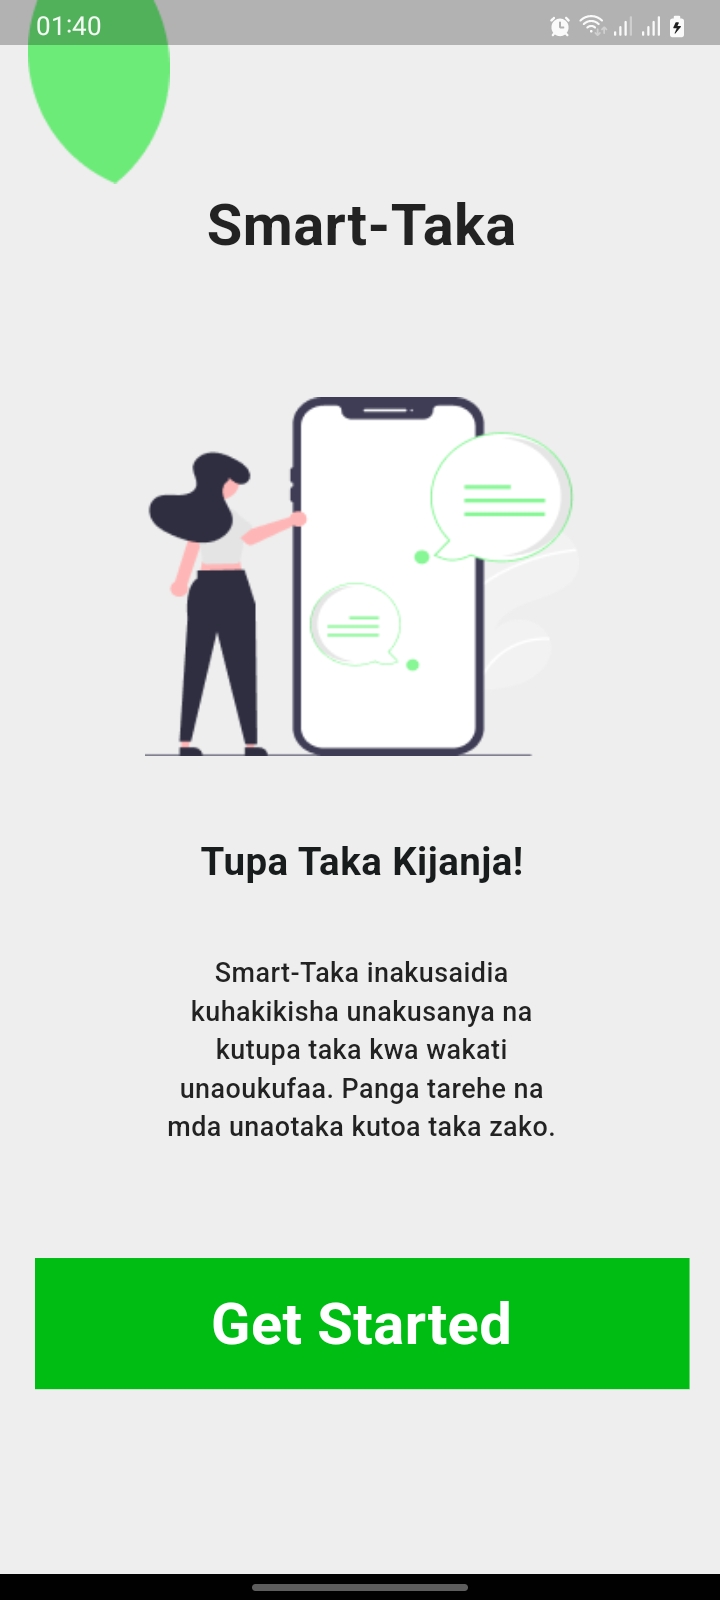 01:40
Smart-Taka
Tupa Taka Kijanja!
Smart-Taka inakusaidia
kuhakikisha unakusanya na
kutupa taka kwa wakati
unaoukufaa. Panga tarehe na
mda unaotaka kutoa taka zako.
Get Started